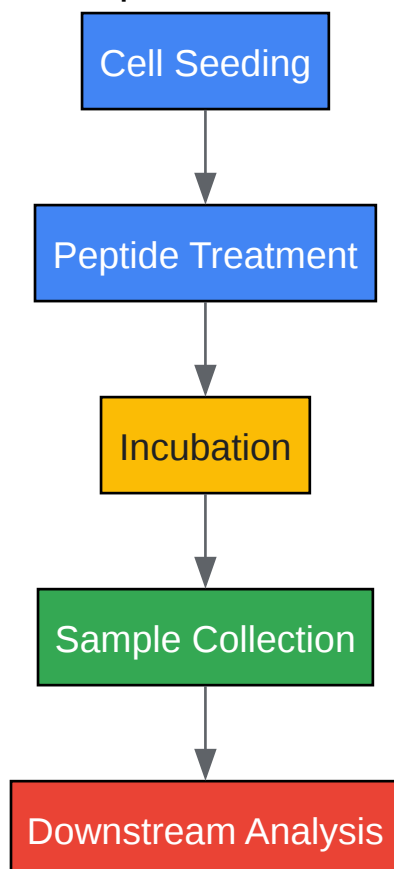 Cell Seeding
Peptide Treatment
Incubation
Sample Collection
Downstream Analysis